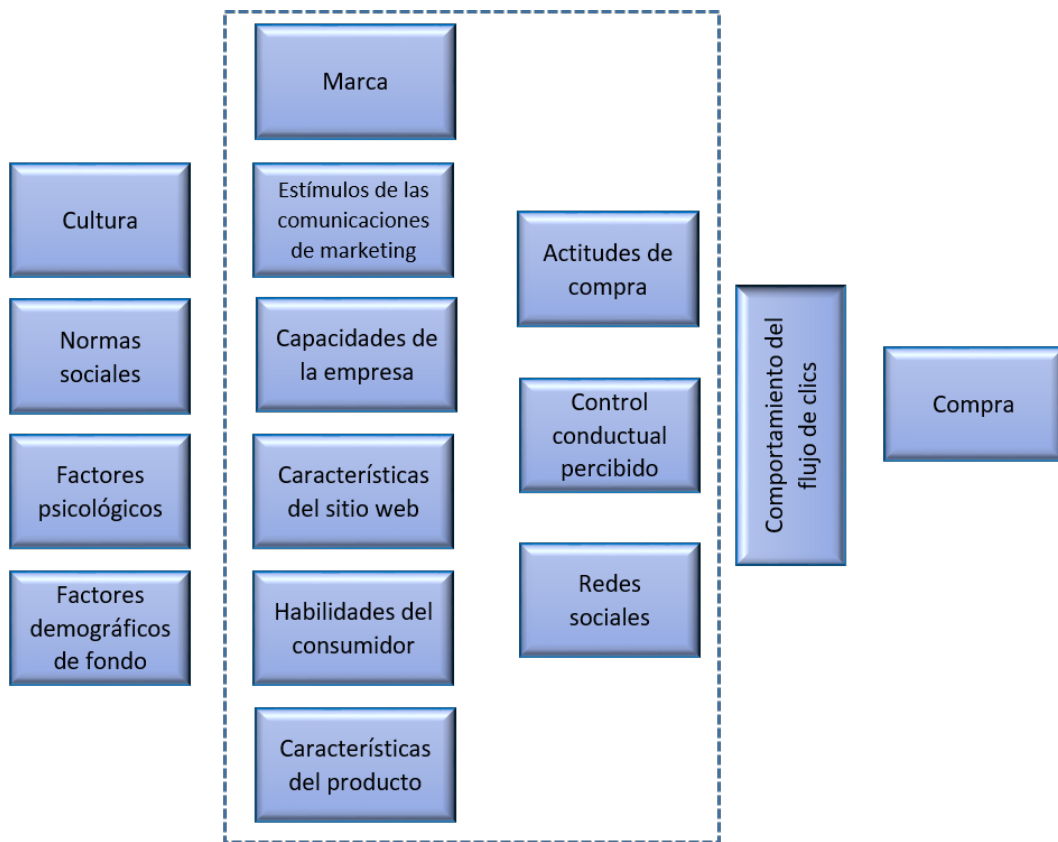 Cultura
Normas
sociales
Factores
psicológicos
Factores
demográficos
de fondo
Marca
Estímulos de las
comunicaciones
de marketing
Capacidades de
la empresa
Características
del sitio web
Habilidades del
consumidor
Características
del producto
Actitudes de
compra
Control
conductual
percibido
Redes
sociales
Comportamiento del
flujo de clics
Compra